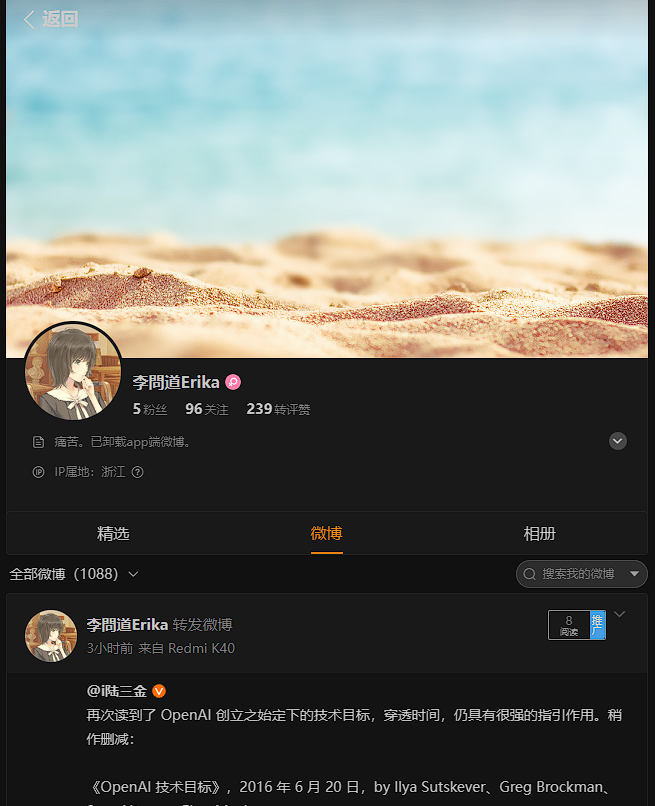 返回
李問道Erika
5粉丝 96关注 239转评赞
痛苦。已卸载app端微博。
IP IP属地：浙江 ?
精选 微博 相册
全部微博（1088） 搜索我的微博
李問道Erika 转发微博
8 阅读 推广
3小时前 来自 Redmi K40
@i陆三金
再次读到了 OpenAI 创立之始定下的技术目标，穿透时间，仍具有很强的指引作用。稍
作删减：
《OpenAI 技术目标》，2016 年 6 月 20 日，by Ilya Sutskever、Greg Brockman、